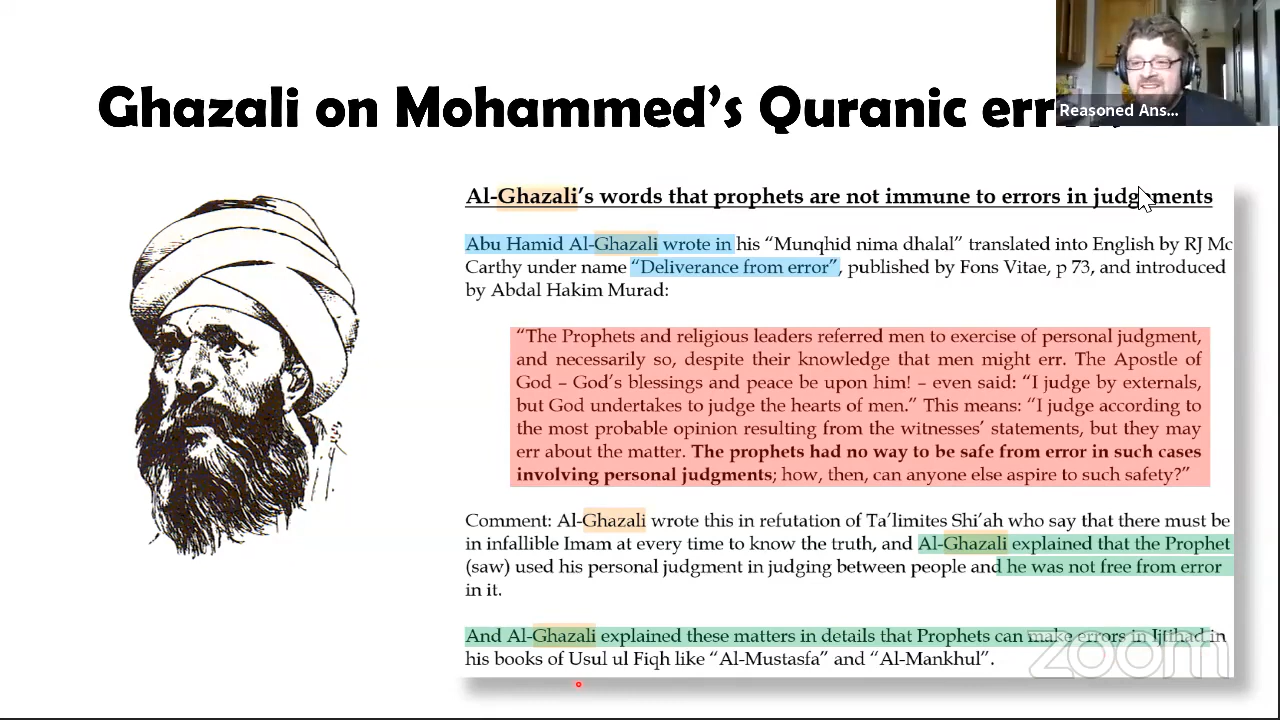 Ghazali on Mohammed's Quranic
Reasoned Ans...
Al-Ghazali's words that prophets are not immune to errors in judgements
Abu Hamid Al-Ghazali wrote in his “Munqhid nima dhalal” translated into English by RJ Mc
Carthy under name “Deliverance from error”, published by Fons Vitae, p 73, and introduced
by Abdal Hakim Murad:
“The Prophets and religious leaders referred men to exercise of personal judgment,
and necessarily so, despite their knowledge that men might err. The Apostle of
God – God's blessings and peace be upon him! – even said: “I judge by externals,
but God undertakes to judge the hearts of men.” This means: “I judge according to
the most probable opinion resulting from the witnesses' statements, but they may
err about the matter. The prophets had no way to be safe from error in such cases
involving personal judgments; how, then, can anyone else aspire to such safety?”
Comment: Al-Ghazali wrote this in refutation of Ta'limites Shi'ah who say that there must be
in infallible Imam at every time to know the truth, and Al-Ghazali explained that the Prophet
(saw) used his personal judgment in judging between people and he was not free from error
in it.
And Al-Ghazali explained these matters in details that Prophets can make errors in Ijtihad in
his books of Usul ul Fiqh like “Al-Mustasfa” and “Al-Mankhul”.
zoom